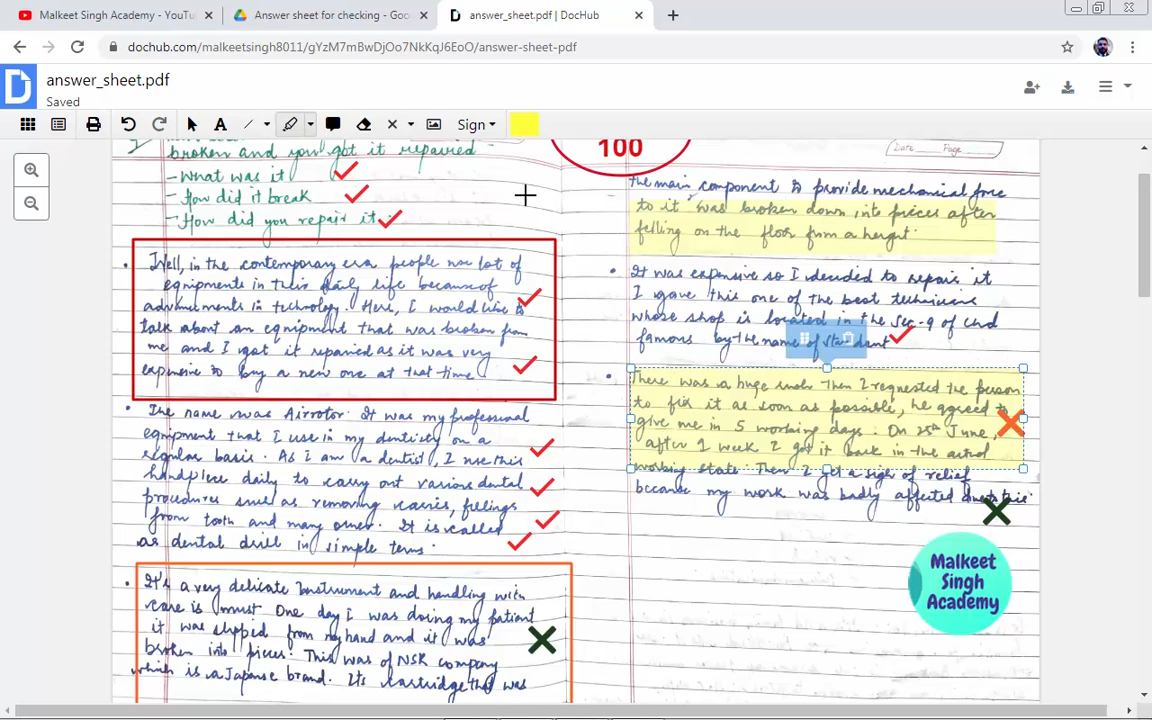 Malkeet Singh Academy - YouTu
Answer sheet for checking - Goo
answer_sheet.pdf | DocHub
dochub.com/malkeetsingh8011/gYzM7mBwDjOo7NkKqJ6EoO/answer-sheet-pdf
answer_sheet.pdf
Saved
A
Sign
broken and you got it repaired
- What was it
- How did it break
- How did you repair it
Well, in the contemporary era people use lot of
equipments in their daily life because of
advancements in technology. Here, I would like to
talk about an equipment that was broken from
me and I got it repaired as it was very
expensive to buy a new one at that time
The name was Airotor. It was my professional
equipment that I use in my dentistry on a
regular basis. As I am a dentist, I use this
handpiece daily to carry out various dental
procedures such as removing caries, fillings
from tooth and many other. It is called
as dental drill in simple terms.
It's a very delicate Instrument and handling with
care is must One day I was doing my patient
it was slipped from my hand and it was
broken into pieces. This was of NSK company
which is a Japanese brand. Its cartridge that was
100
Date Page
the main component to provide mechanical force
to it was broken down into pieces after
felling on the floor from a height.
It was expensive so I decided to repair it
I gave this one of the best technicians
whose shop is located in the Sec-9 of chd
famous by the name of
There was a huge then I requested the person
to fix it as soon as possible, he agreed to
give me in 5 working days. On 25th June,
after 1 week I got it back in the
working state. Then I get a sigh of relief
because my work was badly affected
Malkeet
Singh
Academy